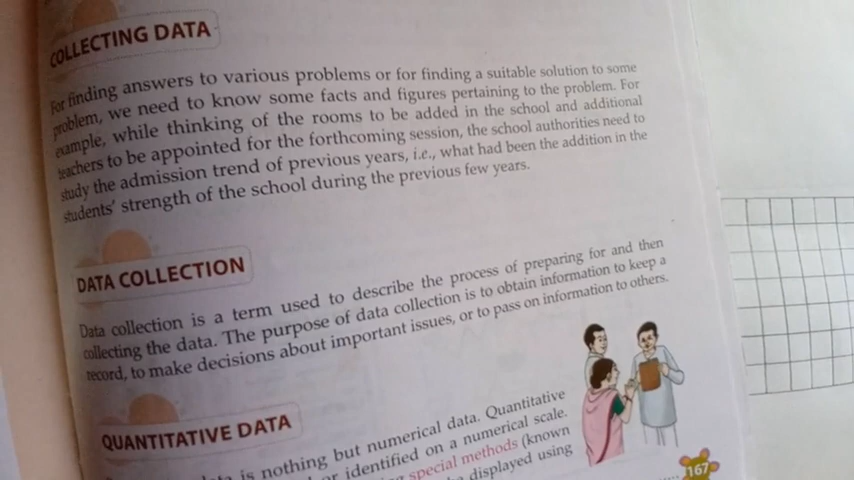 COLLECTING DATA
For finding answers to various problems or for finding a suitable solution to some
problem, we need to know some facts and figures pertaining to the problem. For
example, while thinking of the rooms to be added in the school and additional
teachers to be appointed for the forthcoming session, the school authorities need to
study the admission trend of previous years, i.e., what had been the addition in the
students' strength of the school during the previous few years.
DATA COLLECTION
Data collection is a term used to describe the process of preparing for and then
collecting the data. The purpose of data collection is to obtain information to keep a
record, to make decisions about important issues, or to pass on information to others.
QUANTITATIVE DATA
is nothing but numerical data. Quantitative
or identified on a numerical scale.
special methods (known
displayed using
167